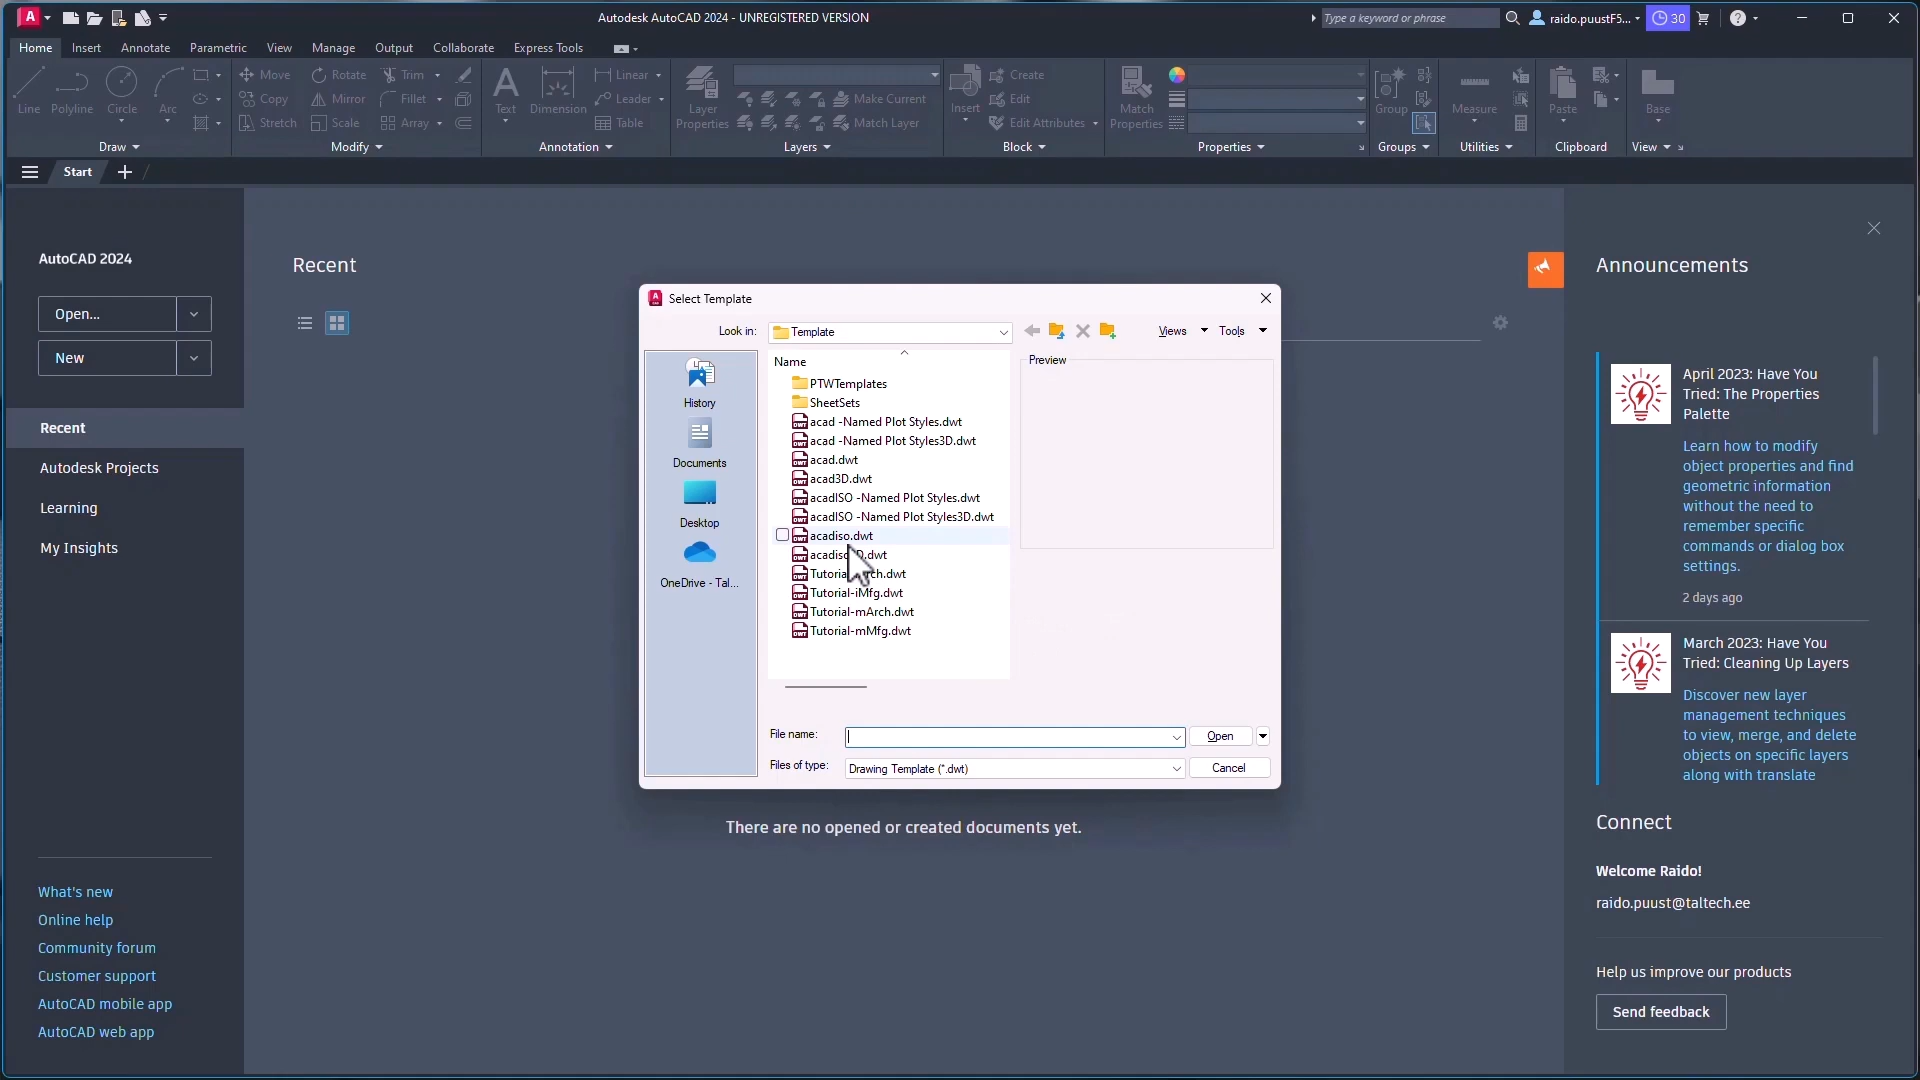 Autodesk AutoCAD 2024 - UNREGISTERED VERSION
Type a keyword or phrase
raido.puustF5...
30
Home
Insert
Annotate
Parametric
View
Manage
Output
Collaborate
Express Tools
Line
Polyline
Circle
Arc
Draw
Move
Rotate
Trim
Copy
Mirror
Fillet
Stretch
Scale
Array
Modify
Text
Dimension
Linear
Leader
Table
Annotation
Layer
Properties
Make Current
Match Layer
Layers
Insert
Create
Edit
Edit Attributes
Block
Match
Properties
Properties
Group
Groups
Measure
Utilities
Paste
Clipboard
Base
View
Start
AutoCAD 2024
Open...
New
Recent
Autodesk Projects
Learning
My Insights
What's new
Online help
Community forum
Customer support
AutoCAD mobile app
AutoCAD web app
Recent
Select Template
Look in:
Template
Views
Tools
History
Documents
Desktop
OneDrive - Tal...
Name
PTWTemplates
SheetSets
acad -Named Plot Styles.dwt
acad -Named Plot Styles3D.dwt
acad.dwt
acad3D.dwt
acadISO -Named Plot Styles.dwt
acadISO -Named Plot Styles3D.dwt
acadiso.dwt
Tutorial-iMfg.dwt
Tutorial-mArch.dwt
Tutorial-mMfg.dwt
Preview
File name:
Open
Files of type:
Drawing Template (*.dwt)
Cancel
There are no opened or created documents yet.
Announcements
April 2023: Have You
Tried: The Properties
Palette
Learn how to modify
object properties and find
geometric information
without the need to
remember specific
commands or dialog box
settings.
2 days ago
March 2023: Have You
Tried: Cleaning Up Layers
Discover new layer
management techniques
to view, merge, and delete
objects on specific layers
along with translate
Connect
Welcome Raido!
raido.puust@taltech.ee
Help us improve our products
Send feedback